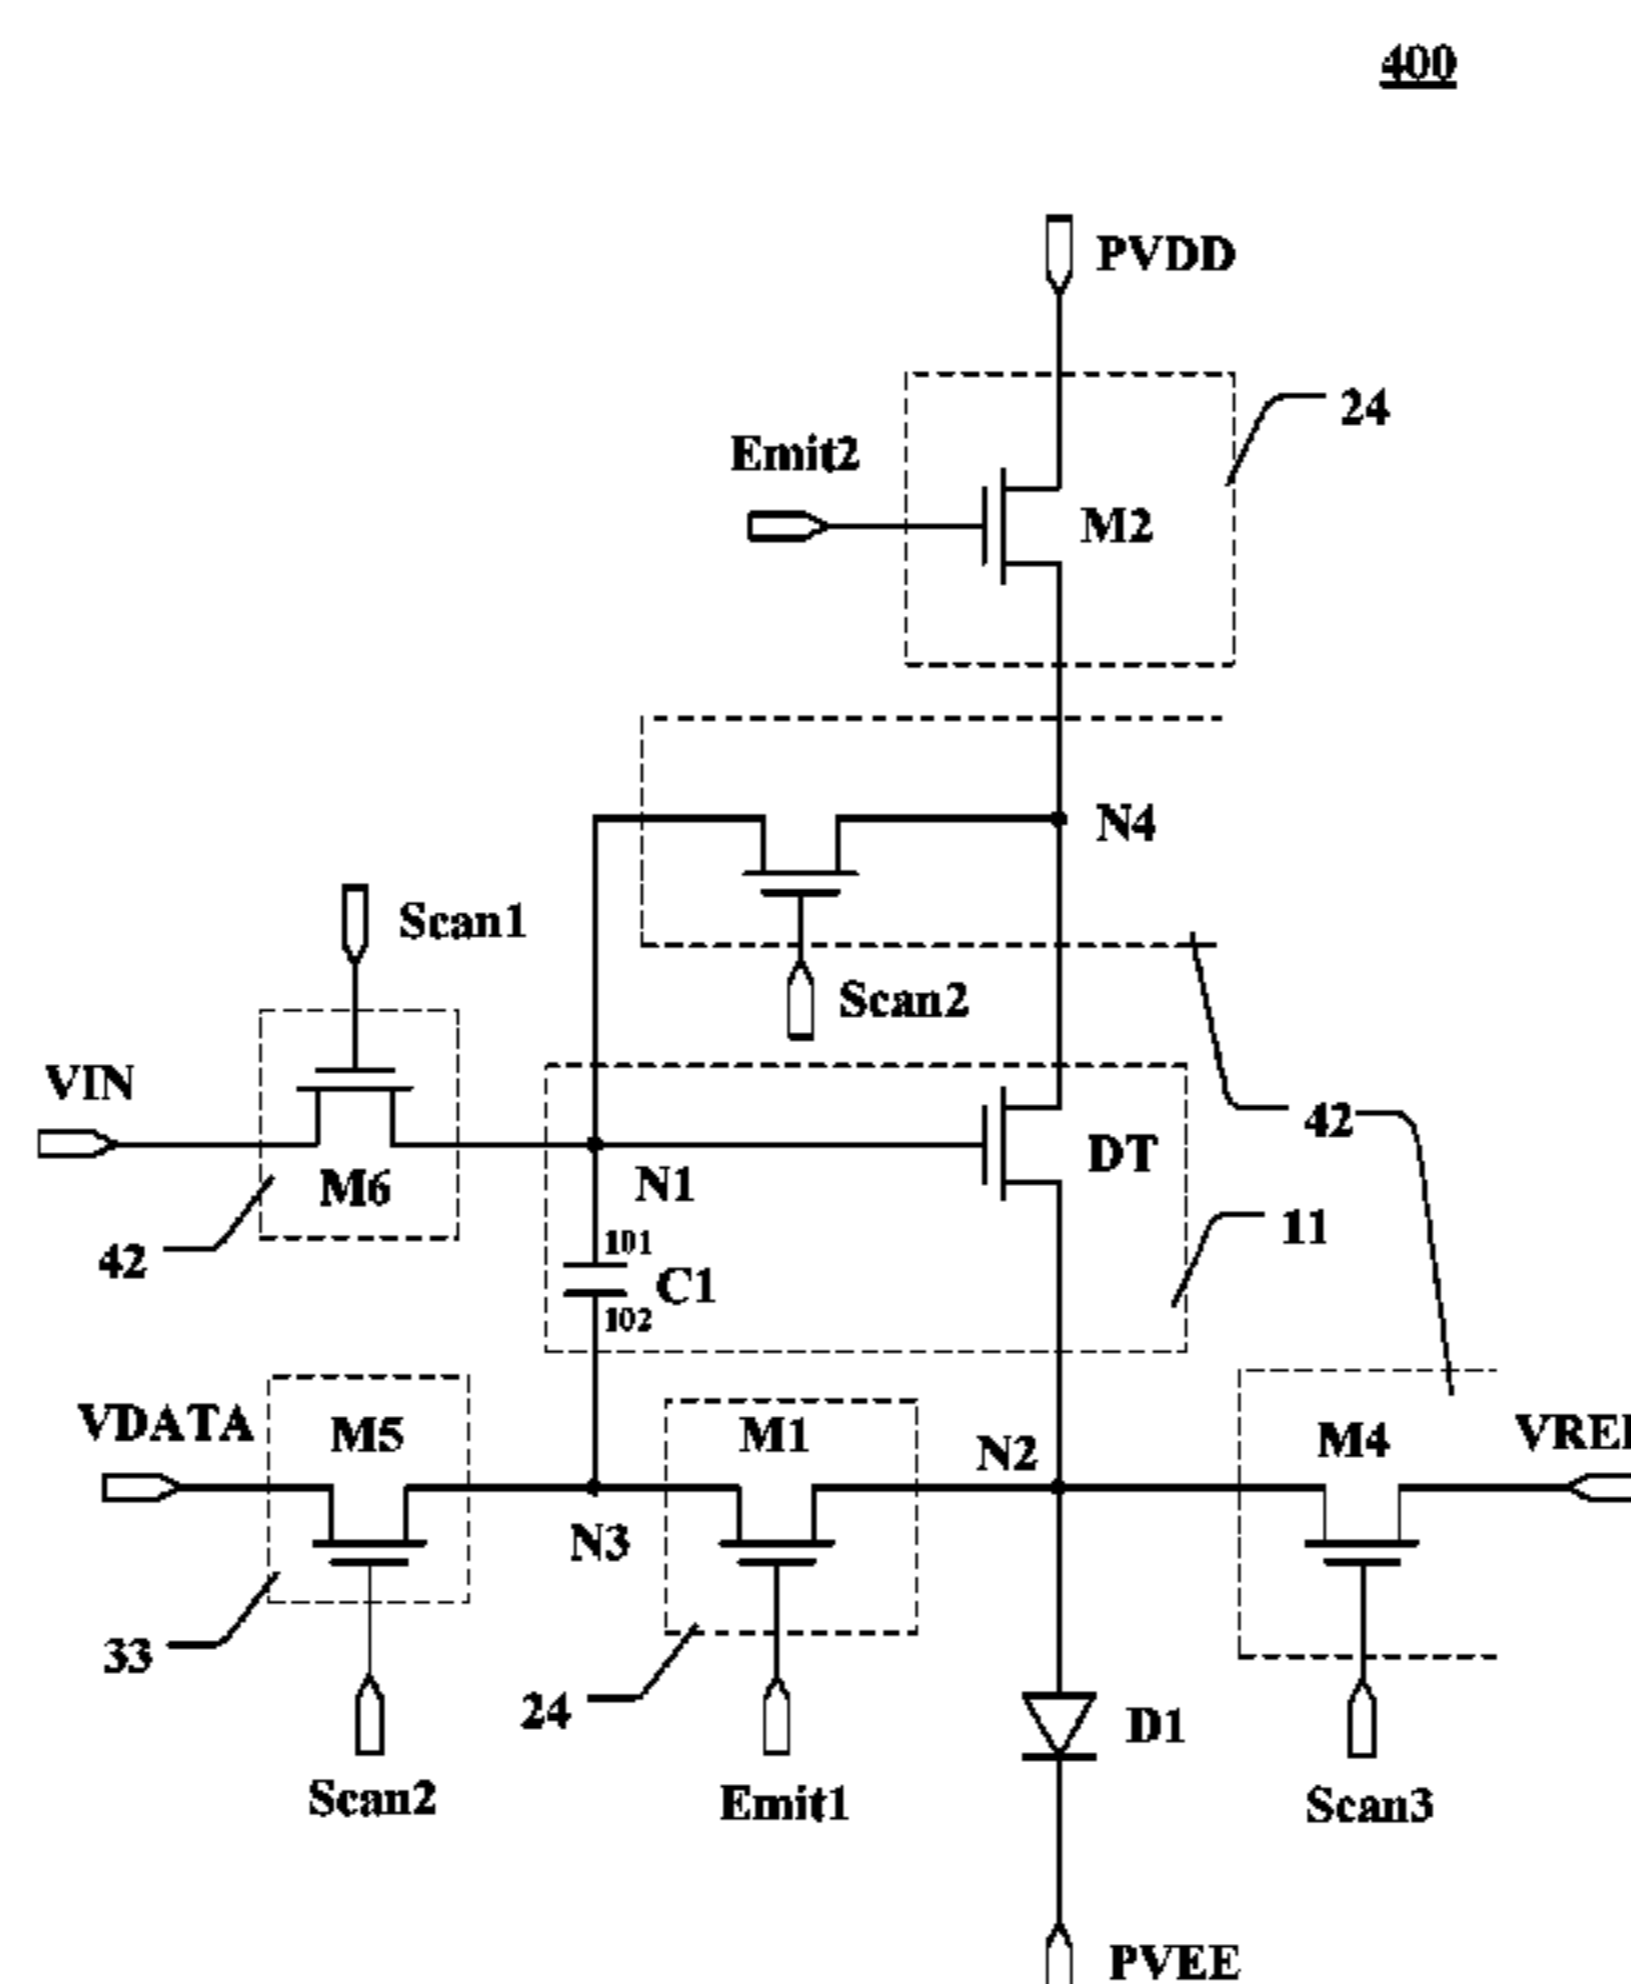 400
PVDD
24
Emit2
M2
N4
Scan1
Scan2
VIN
42
DT
M6
N1
11
42
101
C1
102
VDATA
M5
M1
N2
M4
N3
33
24
D1
Scan2
Emit1
Scan3
PVEE